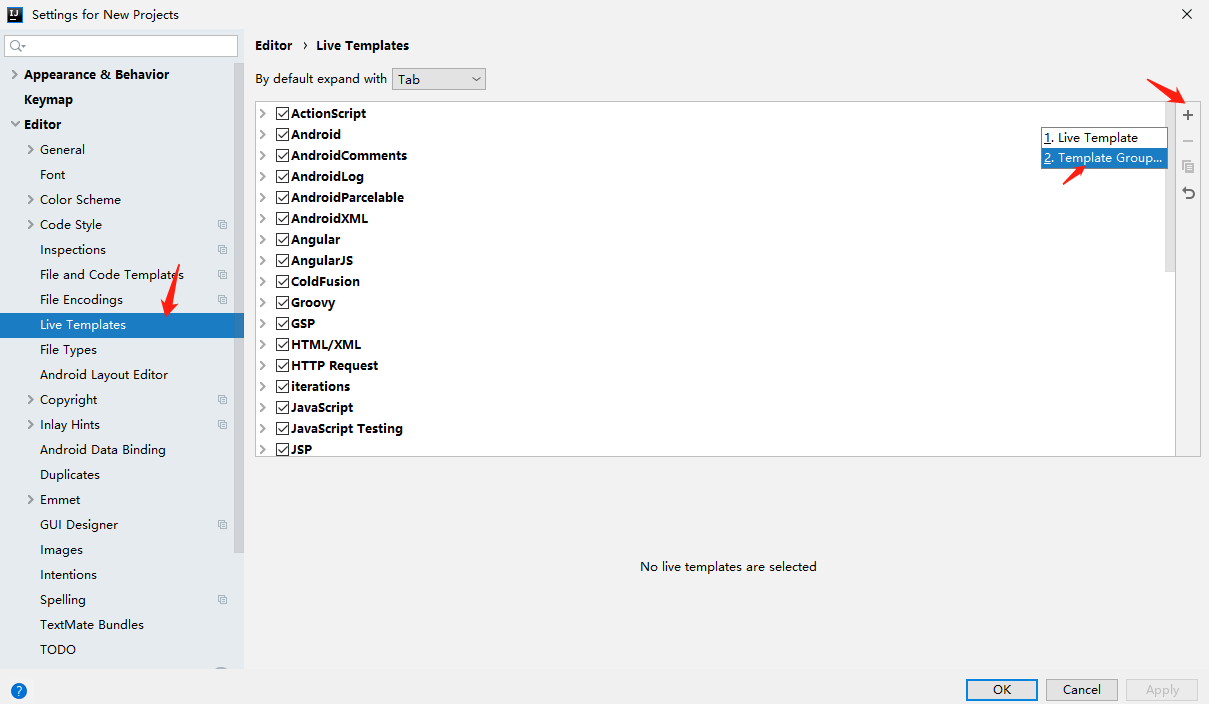 IJ Settings for New Projects
Appearance & Behavior
Keymap
Editor
General
Font
Color Scheme
Code Style
Inspections
File and Code Templates
File Encodings
Live Templates
File Types
Android Layout Editor
Copyright
Inlay Hints
Android Data Binding
Duplicates
Emmet
GUI Designer
Images
Intentions
Spelling
TextMate Bundles
TODO
Editor › Live Templates
By default expand with Tab
ActionScript
Android
AndroidComments
AndroidLog
AndroidParcelable
AndroidXML
Angular
AngularJS
ColdFusion
Groovy
GSP
HTML/XML
HTTP Request
iterations
JavaScript
JavaScript Testing
JSP
1. Live Template
2. Template Group...
No live templates are selected
? OK Cancel Apply